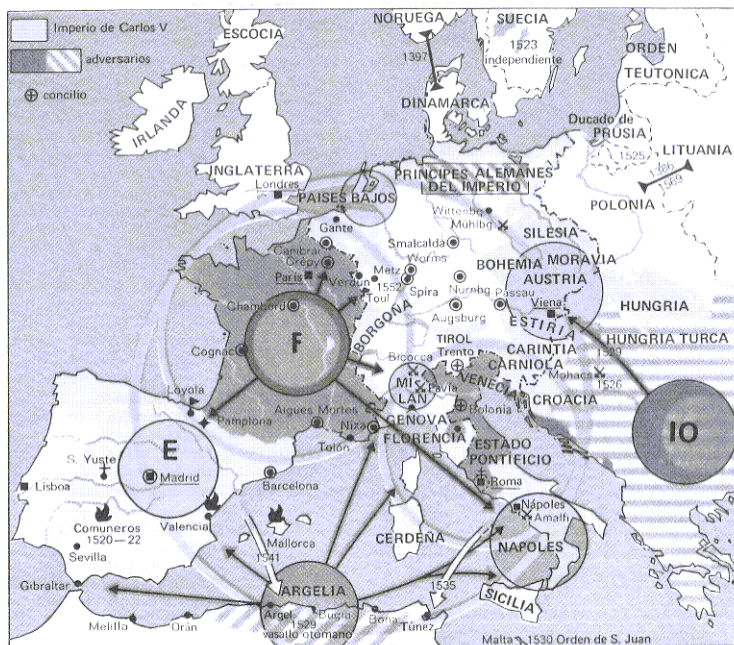 Imperio de Carlos V
adversarios
concilio
NORUEGA
1397
SUECIA
1523
independiente
ORDEN
TEUTONICA
ESCOCIA
IRLANDA
DINAMARCA
Ducado de
PRUSIA
1525
LITUANIA
1386
1569
INGLATERRA
Londres
PRINCIPES ALEMANES
DEL IMPERIO
PAISES BAJOS
POLONIA
Wittenbg
Mühlbg
Gante
SILESIA
Smalcalda
Cambrai
Crépy
Worms
BOHEMIA
MORAVIA
AUSTRIA
Paris
Verdún
Metz
1552
Toul
Spira
Nurnbg
Passau
Viena
HUNGRIA
Chambord
Augsburg
ESTIRIA
F
BORGOÑA
HUNGRIA TURCA
1529
TIROL
Trento
CARINTIA
CARNIOLA
Cognac
Bicocca
Mohacs
1526
MI
LAN
Pavía
VENECIA
CROACIA
Loyola
Pamplona
Aigues Mortes
Niza
Tolón
GENOVA
Bolonia
FLORENCIA
IO
E
ESTADO
PONTIFICIO
S. Yuste
Madrid
Barcelona
Roma
Lisboa
Comuneros
1520—22
Valencia
Nápoles
Amalfi
Mallorca
1541
CERDEÑA
NAPOLES
Sevilla
1535
Gibraltar
ARGELIA
SICILIA
Argel
Bugía
1529
vasallo otomano
Bona
Túnez
Melilla
Orán
Malta
1530 Orden de S. Juan